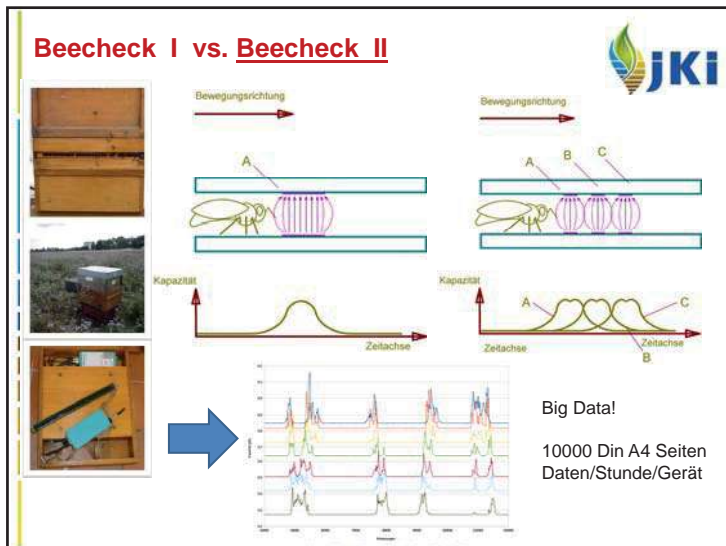 Beecheck I vs. Beecheck II
jKi
Bewegungsrichtung
A
Kapazität
Zeitachse
Bewegungsrichtung
A
B
C
Kapazität
A
C
B
Zeitachse
Zeitachse
Big Data!
10000 Din A4 Seiten
Daten/Stunde/Gerät